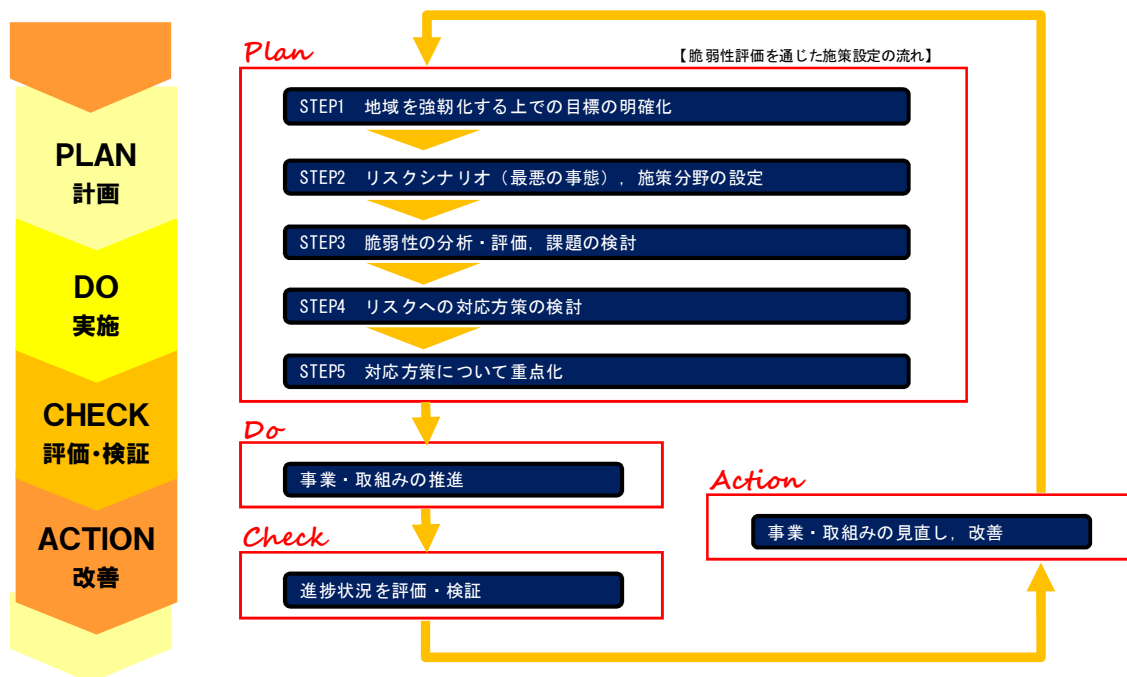 PLAN
計画
DO
実施
CHECK
評価・検証
ACTION
改善
Plan
【脆弱性評価を通じた施策設定の流れ】
STEP1 地域を強靭化する上での目標の明確化
STEP2 リスクシナリオ（最悪の事態），施策分野の設定
STEP3 脆弱性の分析・評価，課題の検討
STEP4 リスクへの対応方策の検討
STEP5 対応方策について重点化
Do
事業・取組みの推進
Check
進捗状況を評価・検証
Action
事業・取組みの見直し，改善